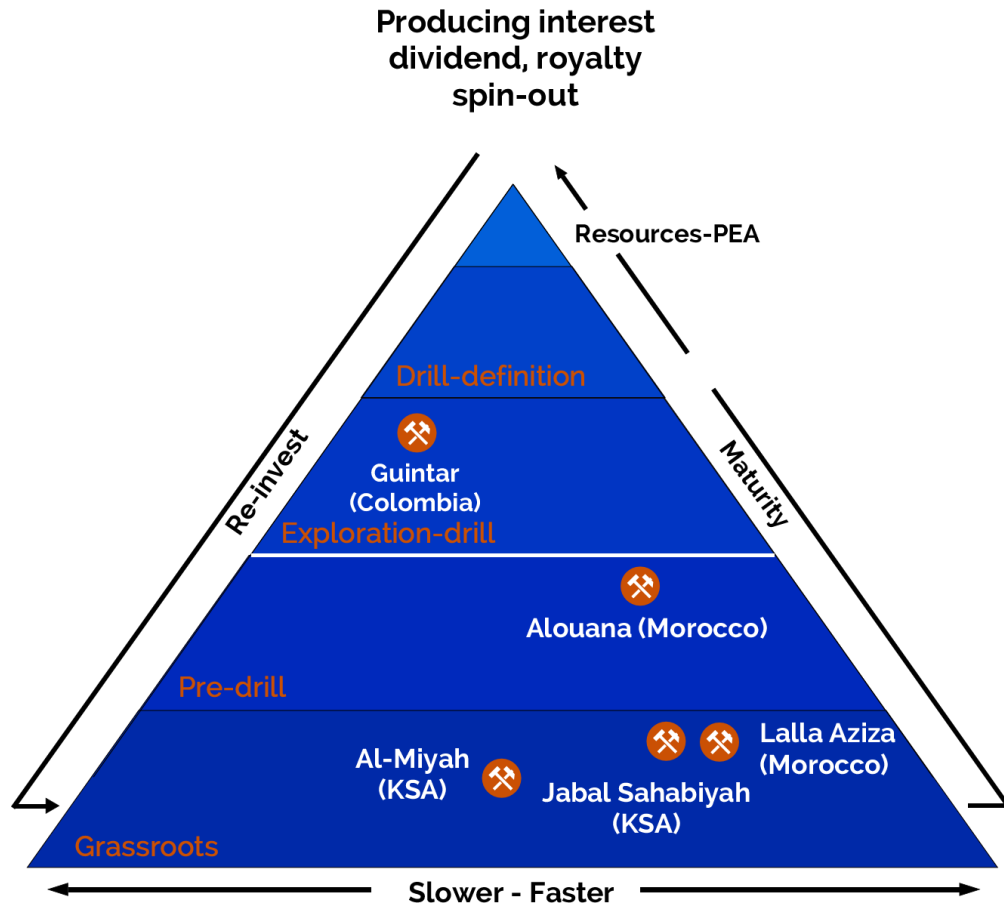 Producing interest
dividend, royalty
spin-out
Resources-PEA
Drill-definition
Re-invest
Maturity
Guintar
(Colombia)
Exploration-drill
Alouana (Morocco)
Pre-drill
Al-Miyah
(KSA)
Jabal Sahabiyah
(KSA)
Lalla Aziza
(Morocco)
Grassroots
Slower - Faster